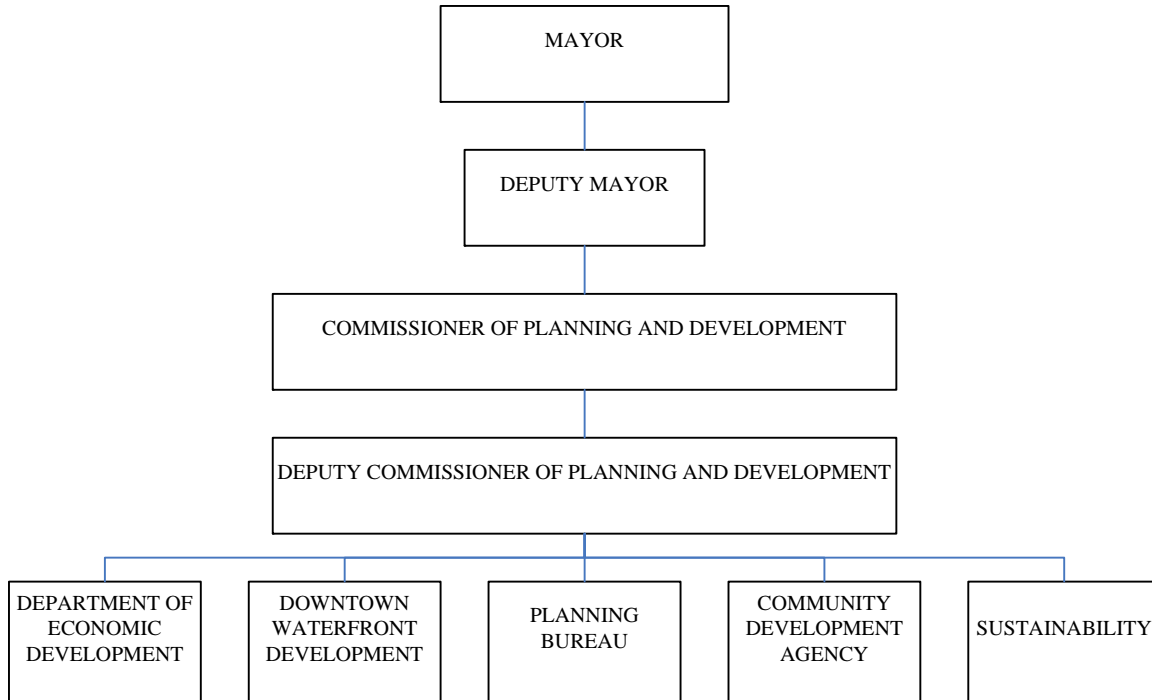 MAYOR
DEPUTY MAYOR
COMMISSIONER OF PLANNING AND DEVELOPMENT
DEPUTY COMMISSIONER OF PLANNING AND DEVELOPMENT
DEPARTMENT OF
ECONOMIC
DEVELOPMENT
DOWNTOWN
WATERFRONT
DEVELOPMENT
PLANNING
BUREAU
COMMUNITY
DEVELOPMENT
AGENCY
SUSTAINABILITY